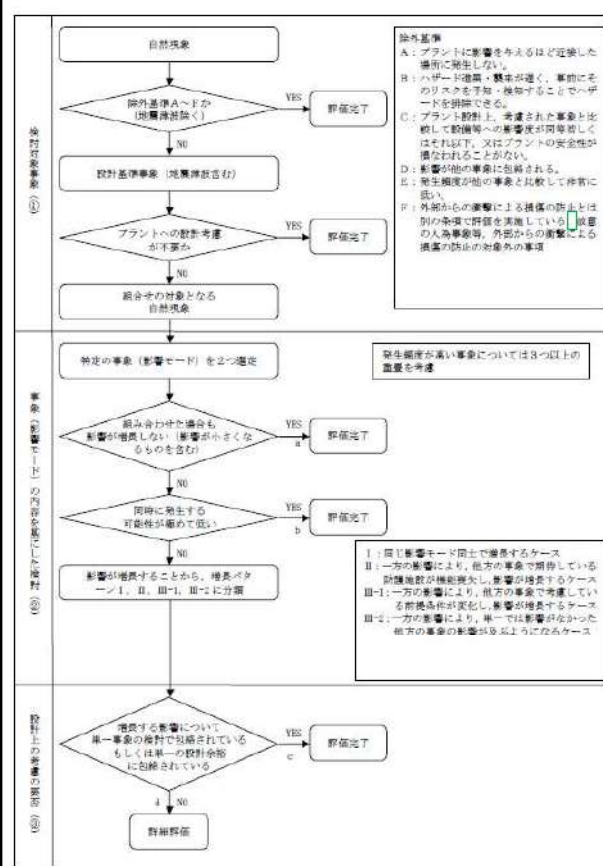 自然現象
除外基準A～Fか
(地震津波除く)
YES
評価完了
NO
設計基準事象 (地震津波含む)
プラントへの設計考慮
が不要か
YES
評価完了
NO
組合せの対象となる
自然現象
検討対象事象
除外基準
A：プラントに影響を与えるほど近接した
場所に発生しない。
B：ハザード進展・襲来が遅く，事前にそ
のリスクを予知・検知することでハザ
ードを排除できる。
C：プラント設計上，考慮された事象と比
較して設備等への影響度が同等若しく
はそれ以下，又はプラントの安全性が
損なわれることがない。
D：影響が他の事象に包絡される。
E：発生頻度が他の事象と比較して非常に
低い。
F：外部からの衝撃による損傷の防止とは
別の条項で評価を実施している
故意
の人為事象等，外部からの衝撃による
損傷の防止の対象外の事項
特定の事象（影響モード）を2つ選定
発生頻度が高い事象については3つ以上の
重畳を考慮
組み合わせた場合も
影響が増長しない（影響が小さくな
るものを含む）
YES
a
評価完了
NO
同時に発生する
可能性が極めて低い
YES
b
評価完了
NO
影響が増長することから，増長パタ
ーンⅠ，Ⅱ，Ⅲ-1，Ⅲ-2に分類
事象（影響モード）の内容を基にした検討
Ⅰ：同じ影響モード同士で増長するケース
Ⅱ：一方の影響により，他方の事象で期待している
防護施設が機能喪失し，影響が増長するケース
Ⅲ-1：一方の影響により，他方の事象で考慮してい
る前提条件が変化し，影響が増長するケース
Ⅲ-2：一方の影響により，単一では影響がなかった
他方の事象の影響が及ぶようになるケース
増長する影響について
単一事象の検討で包絡されている
もしくは単一の設計余裕
に包絡されている
YES
c
評価完了
d NO
詳細評価
設計上の考慮の要否